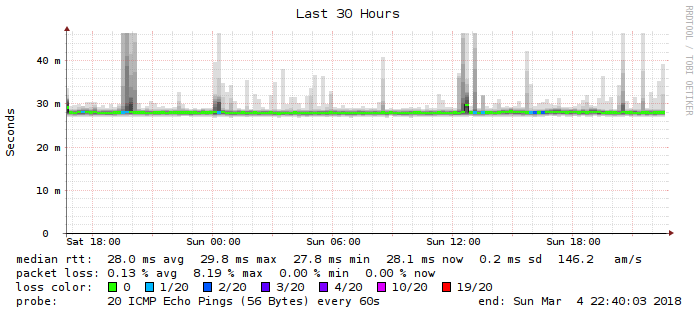 Last 30 Hours
RRDTOOL / TOBI OETIKER
Seconds
40 m
30 m
20 m
10 m
0
Sat 18:00 Sun 00:00 Sun 06:00 Sun 12:00 Sun 18:00
median rtt: 28.0 ms avg 29.8 ms max 27.8 ms min 28.1 ms now 0.2 ms sd 146.2 am/s
packet loss: 0.13 % avg 8.19 % max 0.00 % min 0.00 % now
loss color: 0 1/20 2/20 3/20 4/20 10/20 19/20
probe: 20 ICMP Echo Pings (56 Bytes) every 60s end: Sun Mar 4 22:40:03 2018